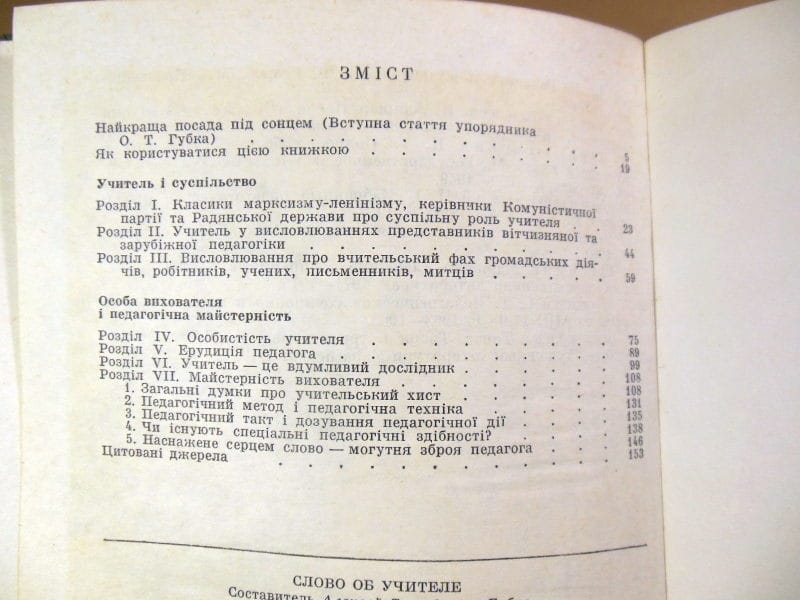 ЗМІСТ
Найкраща посада під сонцем (Вступна стаття упорядника
О. Т. Губка) . . . . . . . . . . . 5
Як користуватися цією книжкою . . . . . . . 19
Учитель і суспільство
Розділ I. Класики марксизму-ленінізму, керівники Комуністичної
партії та Радянської держави про суспільну роль учителя . 23
Розділ II. Учитель у висловлюваннях представників вітчизняної та
зарубіжної педагогіки . . . . . . . . . 44
Розділ III. Висловлювання про вчительський фах громадських дія-
чів, робітників, учених, письменників, митців . . . . . 59
Особа вихователя
і педагогічна майстерність
Розділ IV. Особистість учителя . . . . . . . 75
Розділ V. Ерудиція педагога . . . . . . . . 89
Розділ VI. Учитель — це вдумливий дослідник . . . . 99
Розділ VII. Майстерність вихователя . . . . . . 108
1. Загальні думки про учительський хист . . . . 108
2. Педагогічний метод і педагогічна техніка . . . . 131
3. Педагогічний такт і дозування педагогічної дії . . . 135
4. Чи існують спеціальні педагогічні здібності? . . . 138
5. Наснажене серцем слово — могутня зброя педагога . . . 146
Цитовані джерела . . . . . . . . . . . 153
СЛОВО ОБ УЧИТЕЛЕ
Составитель